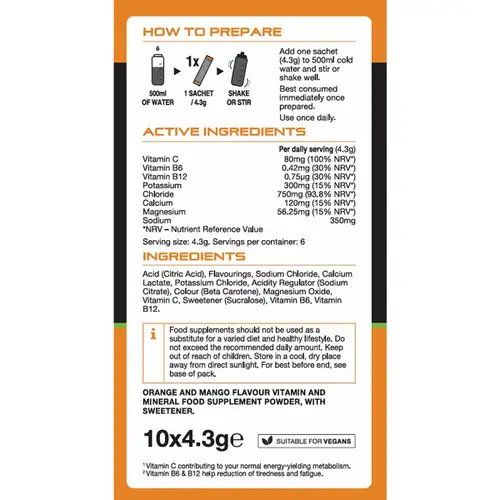 HOW TO PREPARE
1x
500ml
OF WATER
1 SACHET
/ 4.3g
SHAKE
OR STIR
Add one sachet
(4.3g) to 500ml cold
water and stir or
shake well.
Best consumed
immediately once
prepared.
Use once daily.
ACTIVE INGREDIENTS
Per daily serving (4.3g)
Vitamin C 80mg (100% NRV*)
Vitamin B6 0.42mg (30% NRV*)
Vitamin B12 0.75µg (30% NRV*)
Potassium 300mg (15% NRV*)
Chloride 750mg (93.8% NRV*)
Calcium 120mg (15% NRV*)
Magnesium 56.25mg (15% NRV*)
Sodium 350mg
*NRV – Nutrient Reference Value
Serving size: 4.3g. Servings per container: 6
INGREDIENTS
Acid (Citric Acid), Flavourings, Sodium Chloride, Calcium
Lactate, Potassium Chloride, Acidity Regulator (Sodium
Citrate), Colour (Beta Carotene), Magnesium Oxide,
Vitamin C, Sweetener (Sucralose), Vitamin B6, Vitamin
B12.
i
Food supplements should not be used as a
substitute for a varied diet and healthy lifestyle. Do
not exceed the recommended daily amount. Keep
out of reach of children. Store in a cool, dry place
away from direct sunlight. For best before end, see
base of pack.
ORANGE AND MANGO FLAVOUR VITAMIN AND
MINERAL FOOD SUPPLEMENT POWDER, WITH
SWEETENER.
10x4.3g℮
SUITABLE FOR VEGANS
¹Vitamin C contributing to your normal energy-yielding metabolism.
²Vitamin B6 & B12 help reduction of tiredness and fatigue.